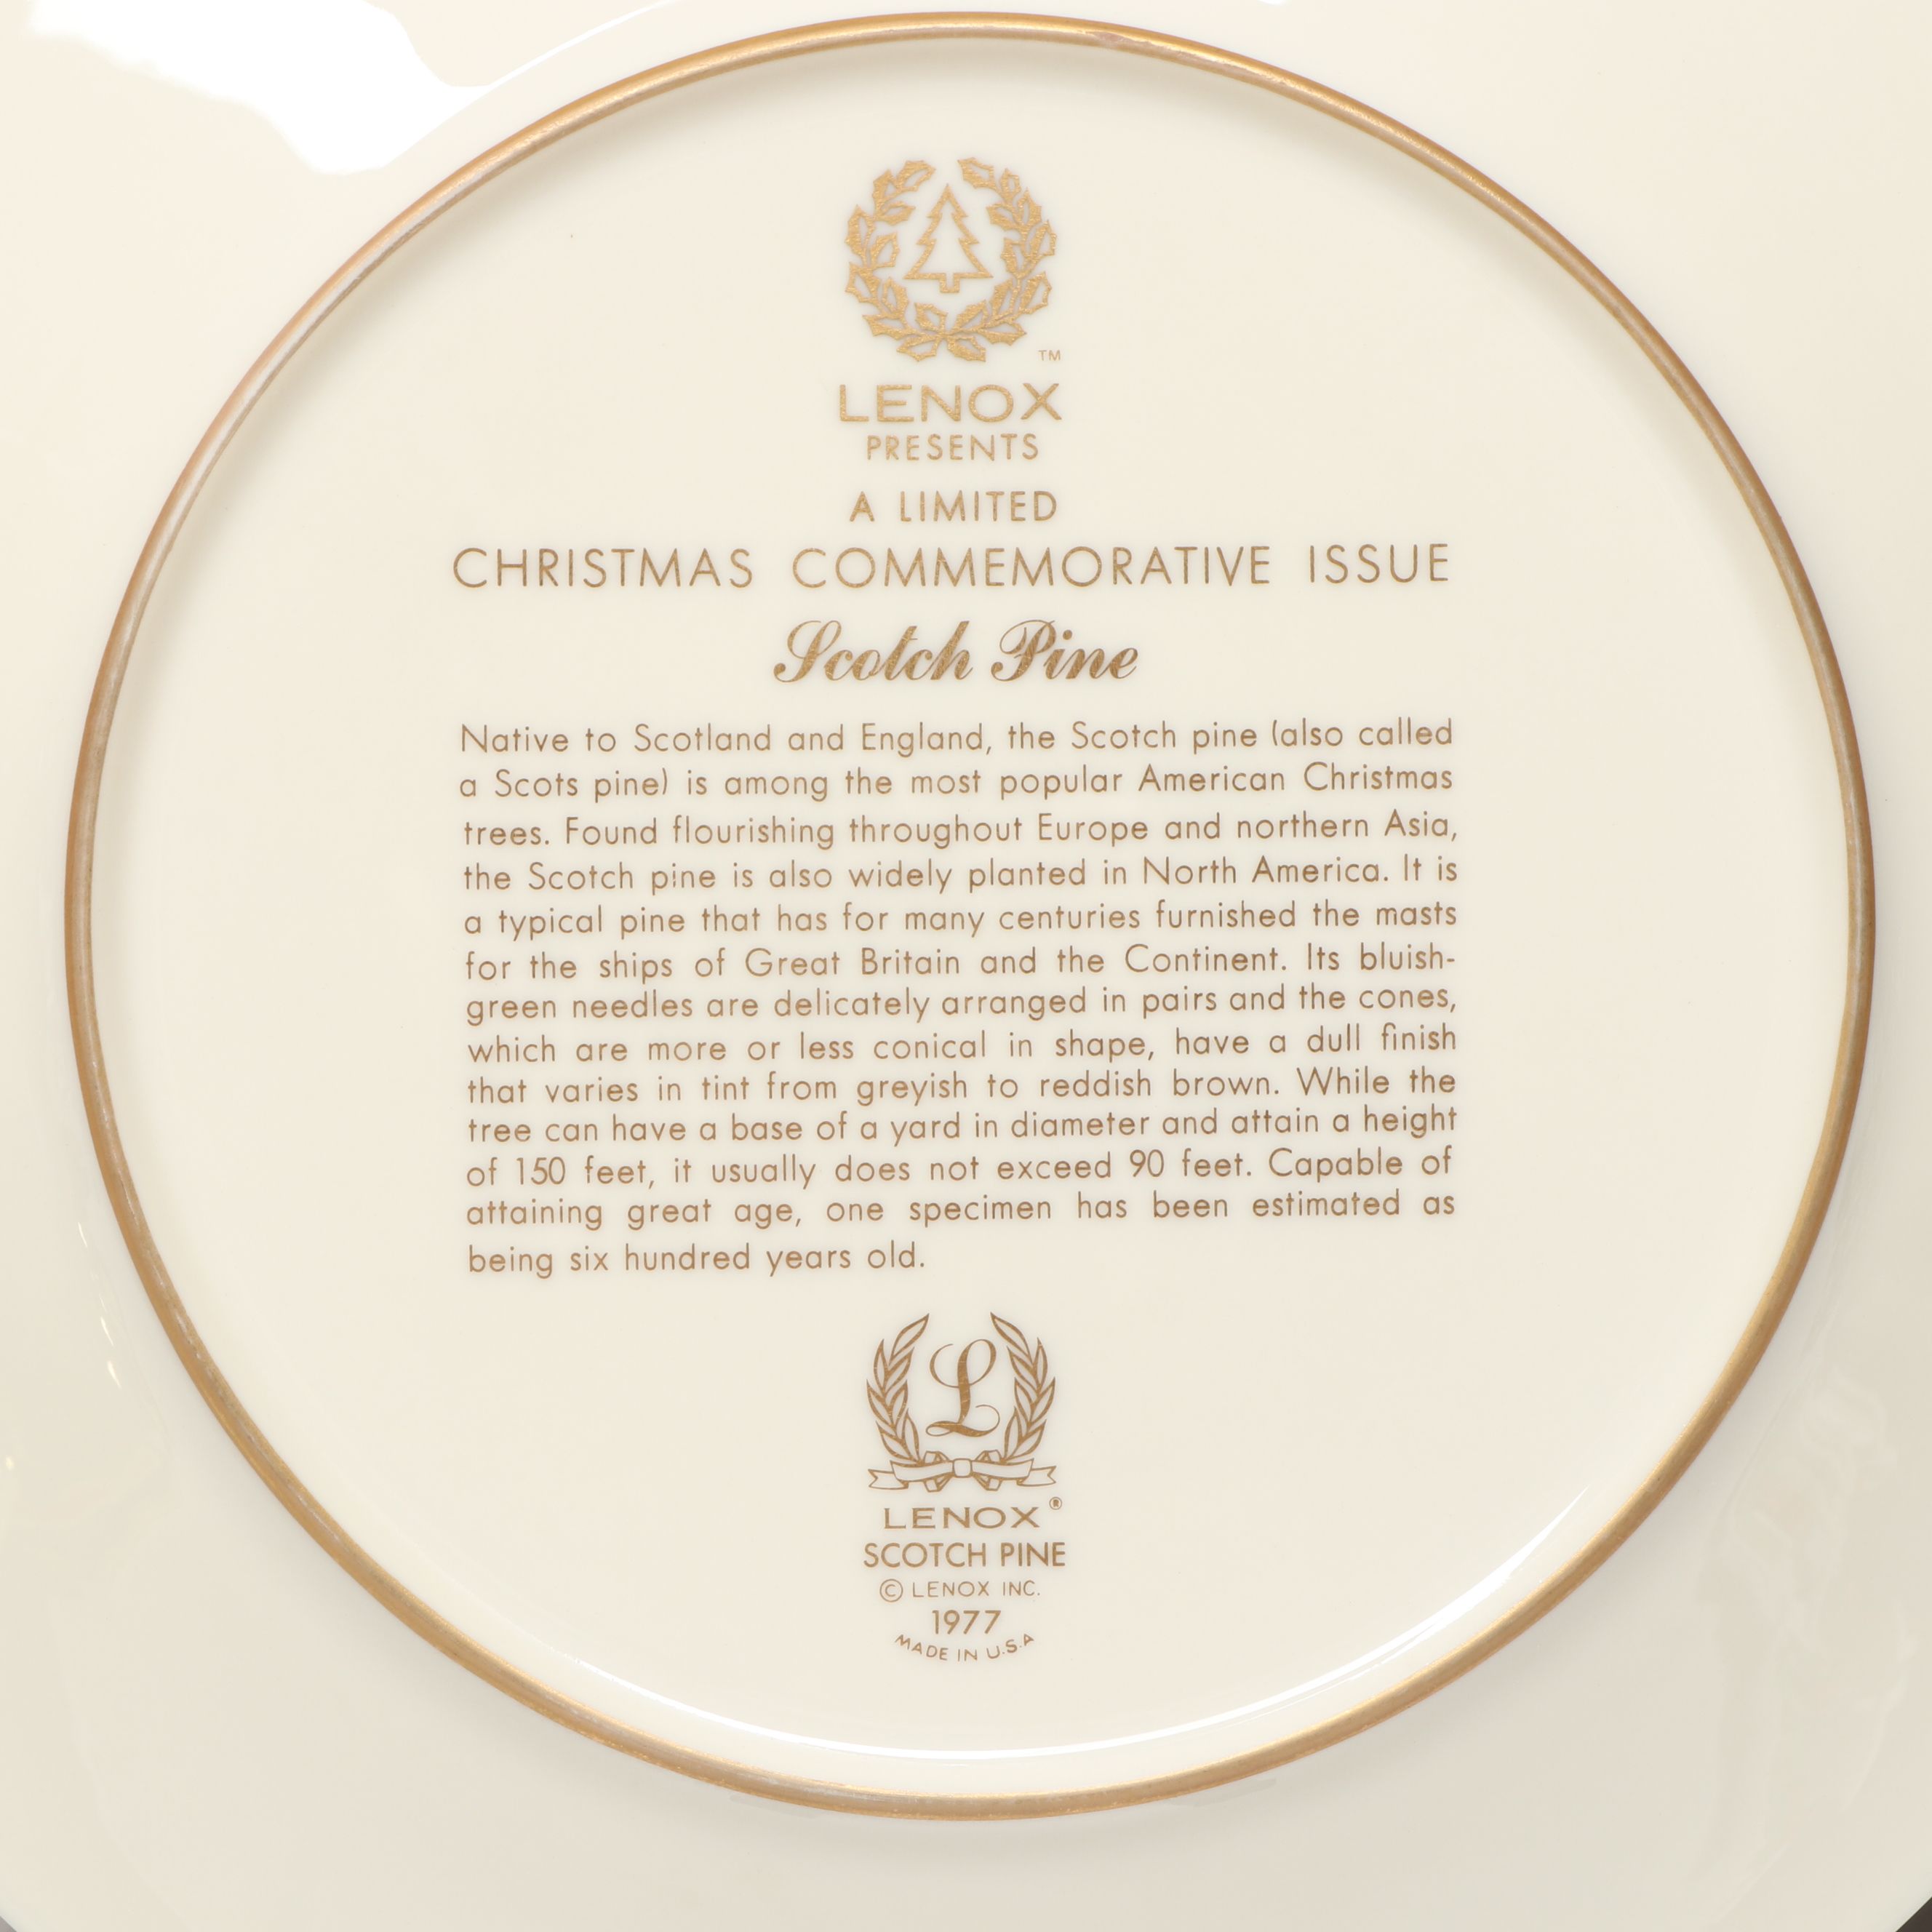 TM
LENOX
PRESENTS
A LIMITED
CHRISTMAS COMMEMORATIVE ISSUE
Scotch Pine
Native to Scotland and England, the Scotch pine (also called
a Scots pine) is among the most popular American Christmas
trees. Found flourishing throughout Europe and northern Asia,
the Scotch pine is also widely planted in North America. It is
a typical pine that has for many centuries furnished the masts
for the ships of Great Britain and the Continent. Its bluish-
green needles are delicately arranged in pairs and the cones,
which are more or less conical in shape, have a dull finish
that varies in tint from greyish to reddish brown. While the
tree can have a base of a yard in diameter and attain a height
of 150 feet, it usually does not exceed 90 feet. Capable of
attaining great age, one specimen has been estimated as
being six hundred years old.
L
LENOX®
SCOTCH PINE
© LENOX INC.
1977
MADE IN U.S.A